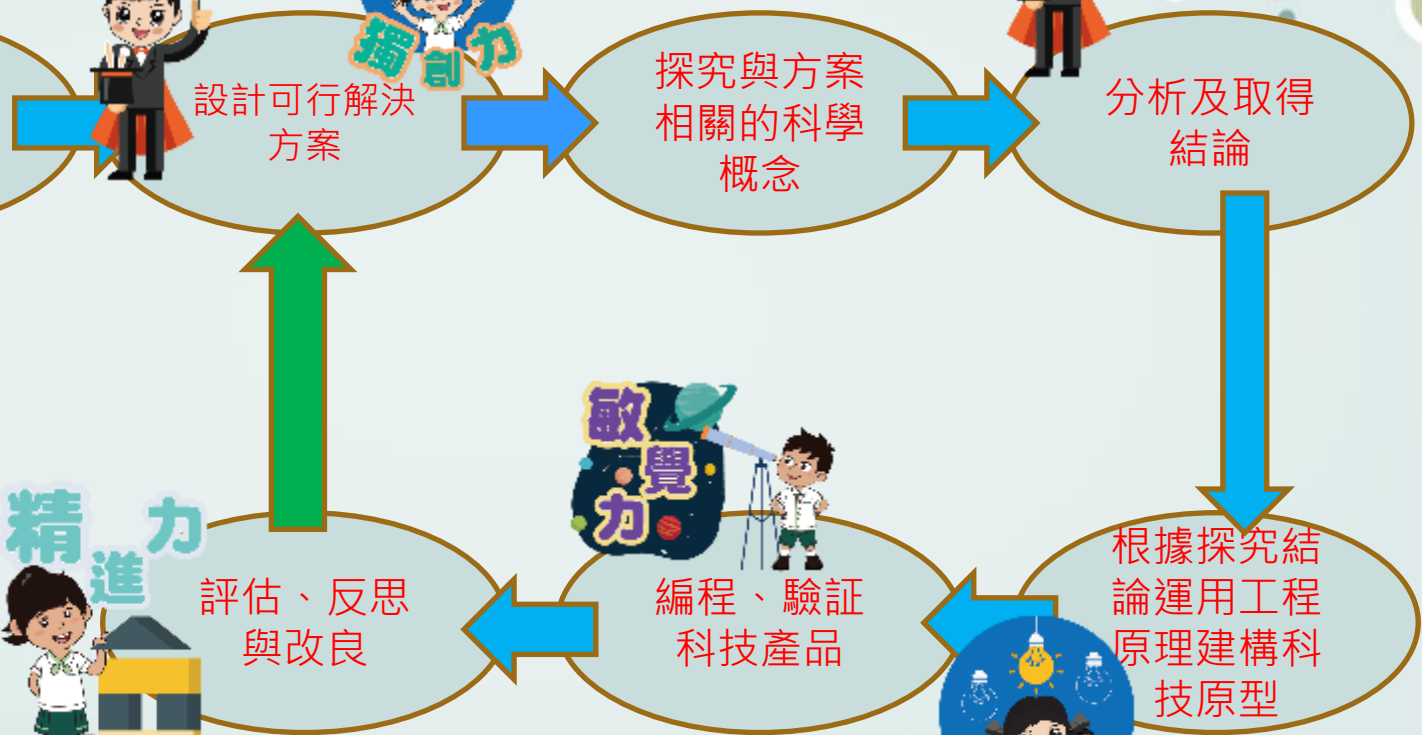 獨創力
設計可行解決
方案
探究與方案
相關的科學
概念
分析及取得
結論
敏覺力
精進力
評估、反思
與改良
編程、驗証
科技產品
根據探究結
論運用工程
原理建構科
技原型